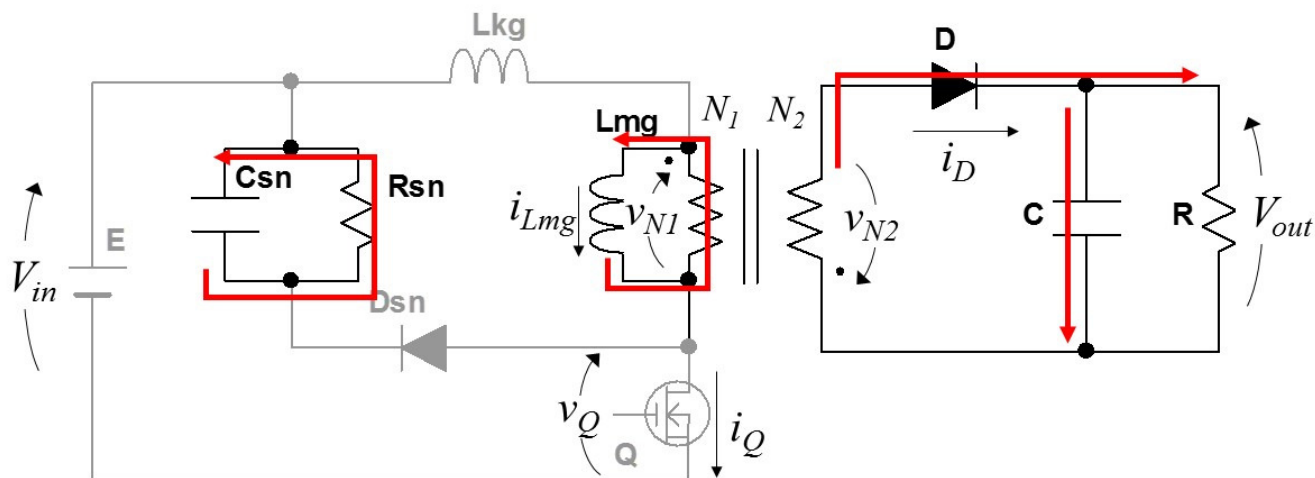 Lkg
D
Lmg
N1
N2
Csn
Rsn
iD
iLmg
vN1
vN2
C
R
Vout
E
Vin
Dsn
vQ
iQ
Q